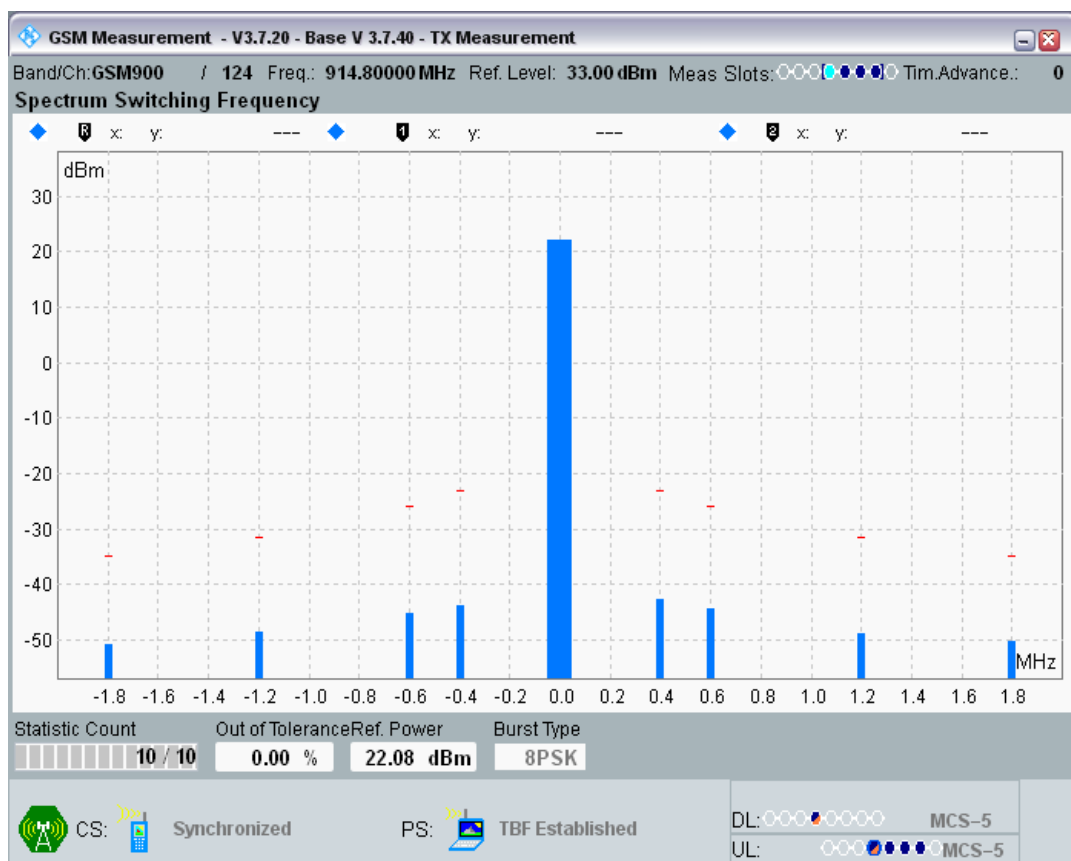 GSM Measurement - V3.7.20 - Base V 3.7.40 - TX Measurement
Band/Ch:GSM900 / 124 Freq.: 914.80000 MHz Ref. Level: 33.00 dBm Meas Slots: Tim.Advance.: 0
Spectrum Switching Frequency
R x: y: --- 1 x: y: --- 2 x: y: ---
dBm
30
20
10
0
-10
-20
-30
-40
-50
MHz
-1.8 -1.6 -1.4 -1.2 -1.0 -0.8 -0.6 -0.4 -0.2 0.0 0.2 0.4 0.6 0.8 1.0 1.2 1.4 1.6 1.8
Statistic Count Out of Tolerance Ref. Power Burst Type
10 / 10 0.00 % 22.08 dBm 8PSK
CS: Synchronized PS: TBF Established DL: MCS-5
UL: MCS-5